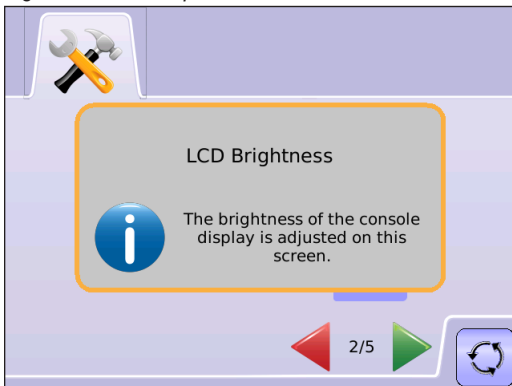 LCD Brightness
The brightness of the console
display is adjusted on this
screen.
2/5